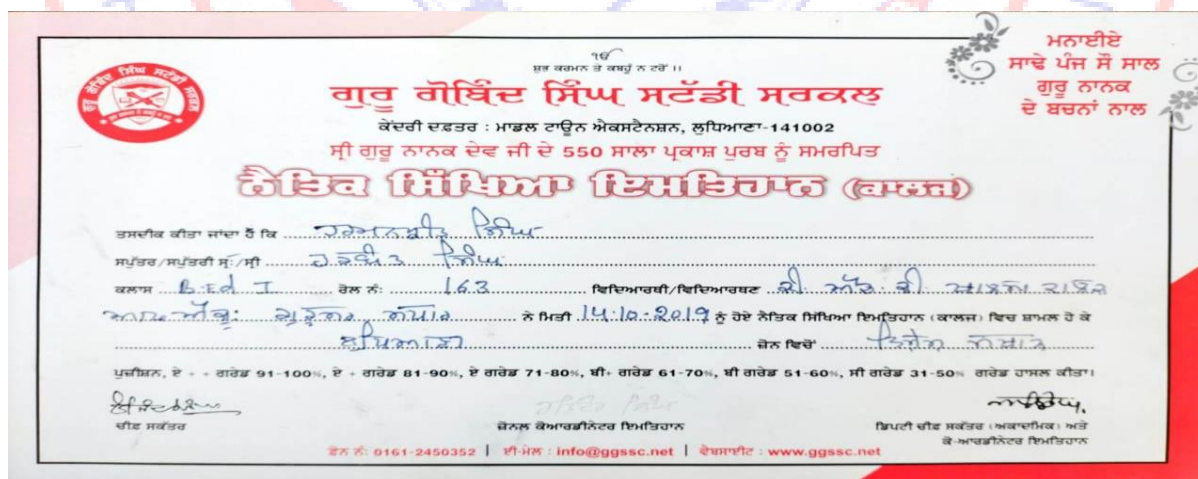 ੴ
ਸ਼ੁਭ ਕਰਮਨ ਤੇ ਕਬਹੂੰ ਨ ਟਰੋਂ ।।
ਗੁਰੂ ਗੋਬਿੰਦ ਸਿੰਘ ਸਟੱਡੀ ਸਰਕਲ
ਕੇਂਦਰੀ ਦਫ਼ਤਰ : ਮਾਡਲ ਟਾਊਨ ਐਕਸਟੈਨਸ਼ਨ, ਲੁਧਿਆਣਾ-141002
ਸ੍ਰੀ ਗੁਰੂ ਨਾਨਕ ਦੇਵ ਜੀ ਦੇ 550 ਸਾਲਾ ਪ੍ਰਕਾਸ਼ ਪੁਰਬ ਨੂੰ ਸਮਰਪਿਤ
ਮਨਾਈਏ
ਸਾਢੇ ਪੰਜ ਸੌ ਸਾਲ
ਗੁਰੂ ਨਾਨਕ
ਦੇ ਬਚਨਾਂ ਨਾਲ
ਨੈਤਿਕ ਸਿੱਖਿਆ ਇਮਤਿਹਾਨ (ਕਾਲਜ)
ਤਸਦੀਕ ਕੀਤਾ ਜਾਂਦਾ ਹੈ ਕਿ ਹਰਮਨਪ੍ਰੀਤ ਸਿੰਘ
ਸਪੁੱਤਰ/ਸਪੁੱਤਰੀ ਸ੍ਰ:/ਸ੍ਰੀ ਸਿੰਘ
ਕਲਾਸ B.Ed I ਰੋਲ ਨੰ: 163 ਵਿਦਿਆਰਥੀ/ਵਿਦਿਆਰਥਣ
ਨੇ ਮਿਤੀ 14.10.2019 ਨੂੰ ਹੋਏ ਨੈਤਿਕ ਸਿੱਖਿਆ ਇਮਤਿਹਾਨ (ਕਾਲਜ) ਵਿਚ ਸ਼ਾਮਲ ਹੋ ਕੇ
ਲੁਧਿਆਣਾ ਜ਼ੋਨ ਵਿਚੋਂ
ਪੁਜ਼ੀਸ਼ਨ, ਏ + + ਗਰੇਡ 91-100%, ਏ + ਗਰੇਡ 81-90%, ਏ ਗਰੇਡ 71-80%, ਬੀ+ ਗਰੇਡ 61-70%, ਬੀ ਗਰੇਡ 51-60%, ਸੀ ਗਰੇਡ 31-50% ਗਰੇਡ ਹਾਸਲ ਕੀਤਾ।
ਚੀਫ਼ ਸਕੱਤਰ
ਜ਼ੋਨਲ ਕੋਆਰਡੀਨੇਟਰ ਇਮਤਿਹਾਨ
ਡਿਪਟੀ ਚੀਫ਼ ਸਕੱਤਰ (ਅਕਾਦਮਿਕ) ਅਤੇ
ਕੋ-ਆਰਡੀਨੇਟਰ ਇਮਤਿਹਾਨ
ਫ਼ੋਨ ਨੰ: 0161-2450352 | ਈ-ਮੇਲ : info@ggssc.net | ਵੈਬਸਾਈਟ : www.ggssc.net